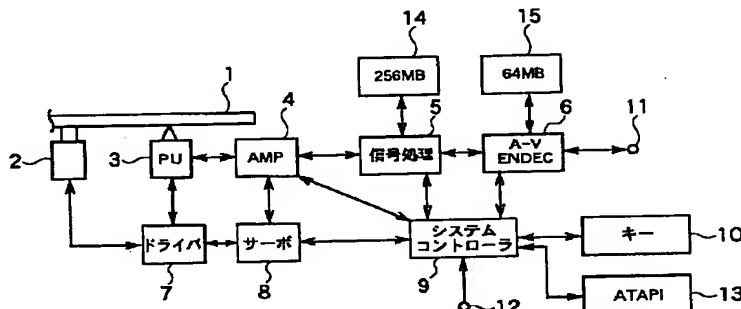 14
15
256MB
64MB
1
4
5
6
11
2
3
PU
AMP
信号処理
A-V
ENDEC
ドライバ
サーボ
システム
コントローラ
キー
10
7
8
9
12
ATAPI
13